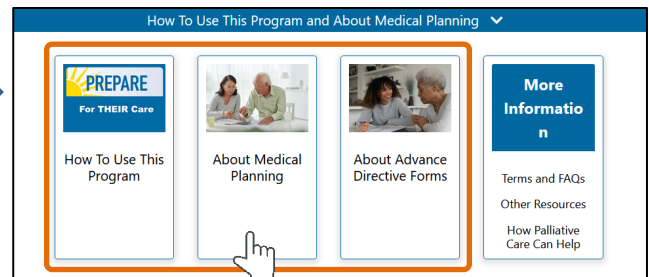 How To Use This Program and About Medical Planning
PREPARE
For THEIR Care
How To Use This
Program
About Medical
Planning
About Advance
Directive Forms
More
Informatio
n
Terms and FAQs
Other Resources
How Palliative
Care Can Help